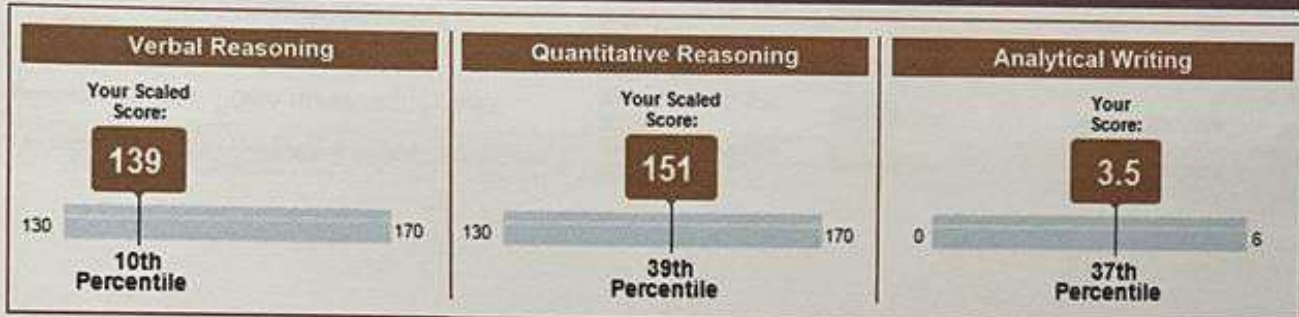 Verbal Reasoning
Your Scaled
Score:
139
130
170
10th
Percentile
Quantitative Reasoning
Your Scaled
Score:
151
130
170
39th
Percentile
Analytical Writing
Your
Score:
3.5
0
6
37th
Percentile